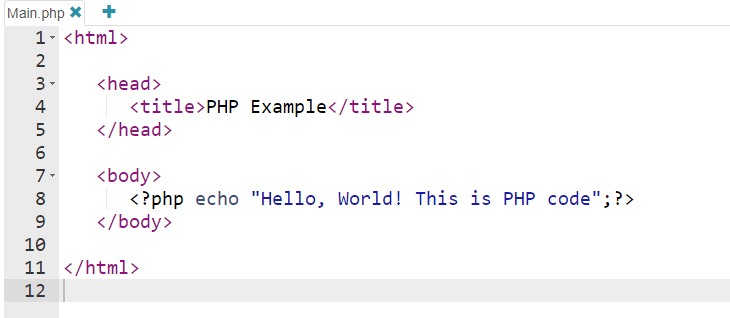 Main.php
1 <html>
2
3 <head>
4 <title>PHP Example</title>
5 </head>
6
7 <body>
8 <?php echo "Hello, World! This is PHP code";?>
9 </body>
10
11 </html>
12